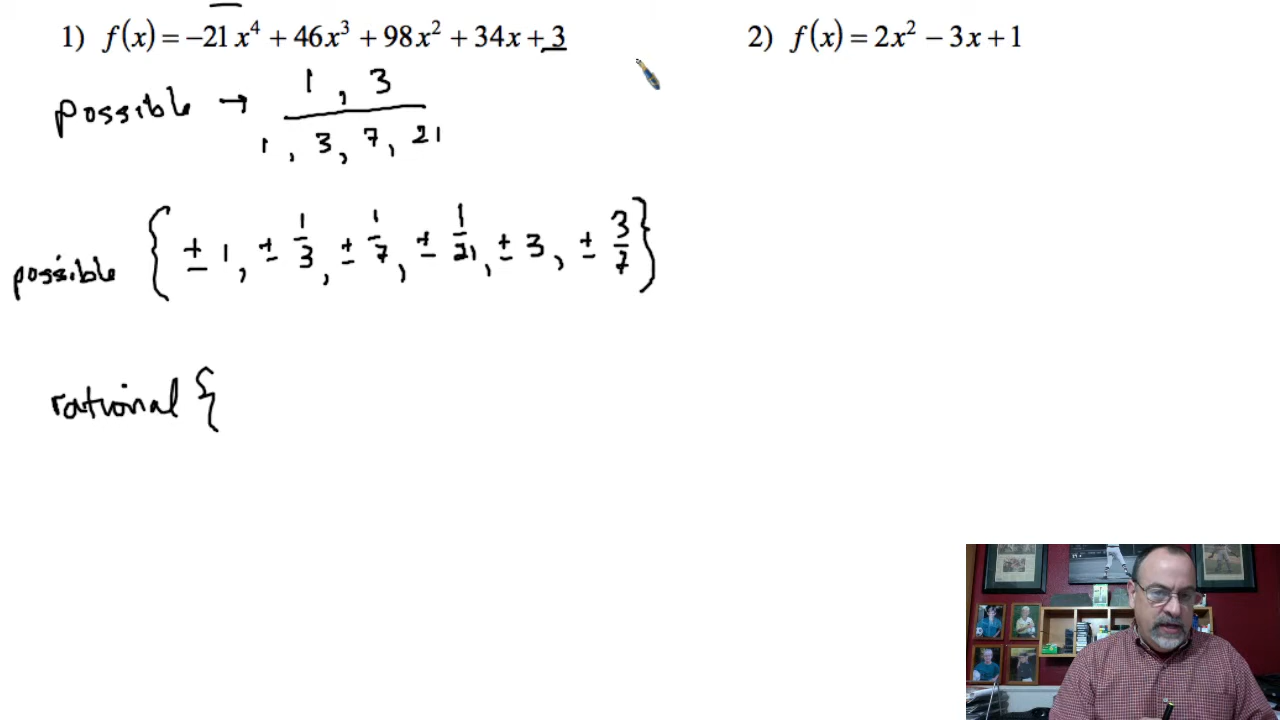 1) f(x) = −21x⁴ + 46x³ + 98x² + 34x + 3
2) f(x) = 2x² − 3x + 1
possible → 1, 3
1, 3, 7, 21
possible { ± 1, ± 1/3, ± 1/7, ± 1/21, ± 3, ± 3/7 }
rational {